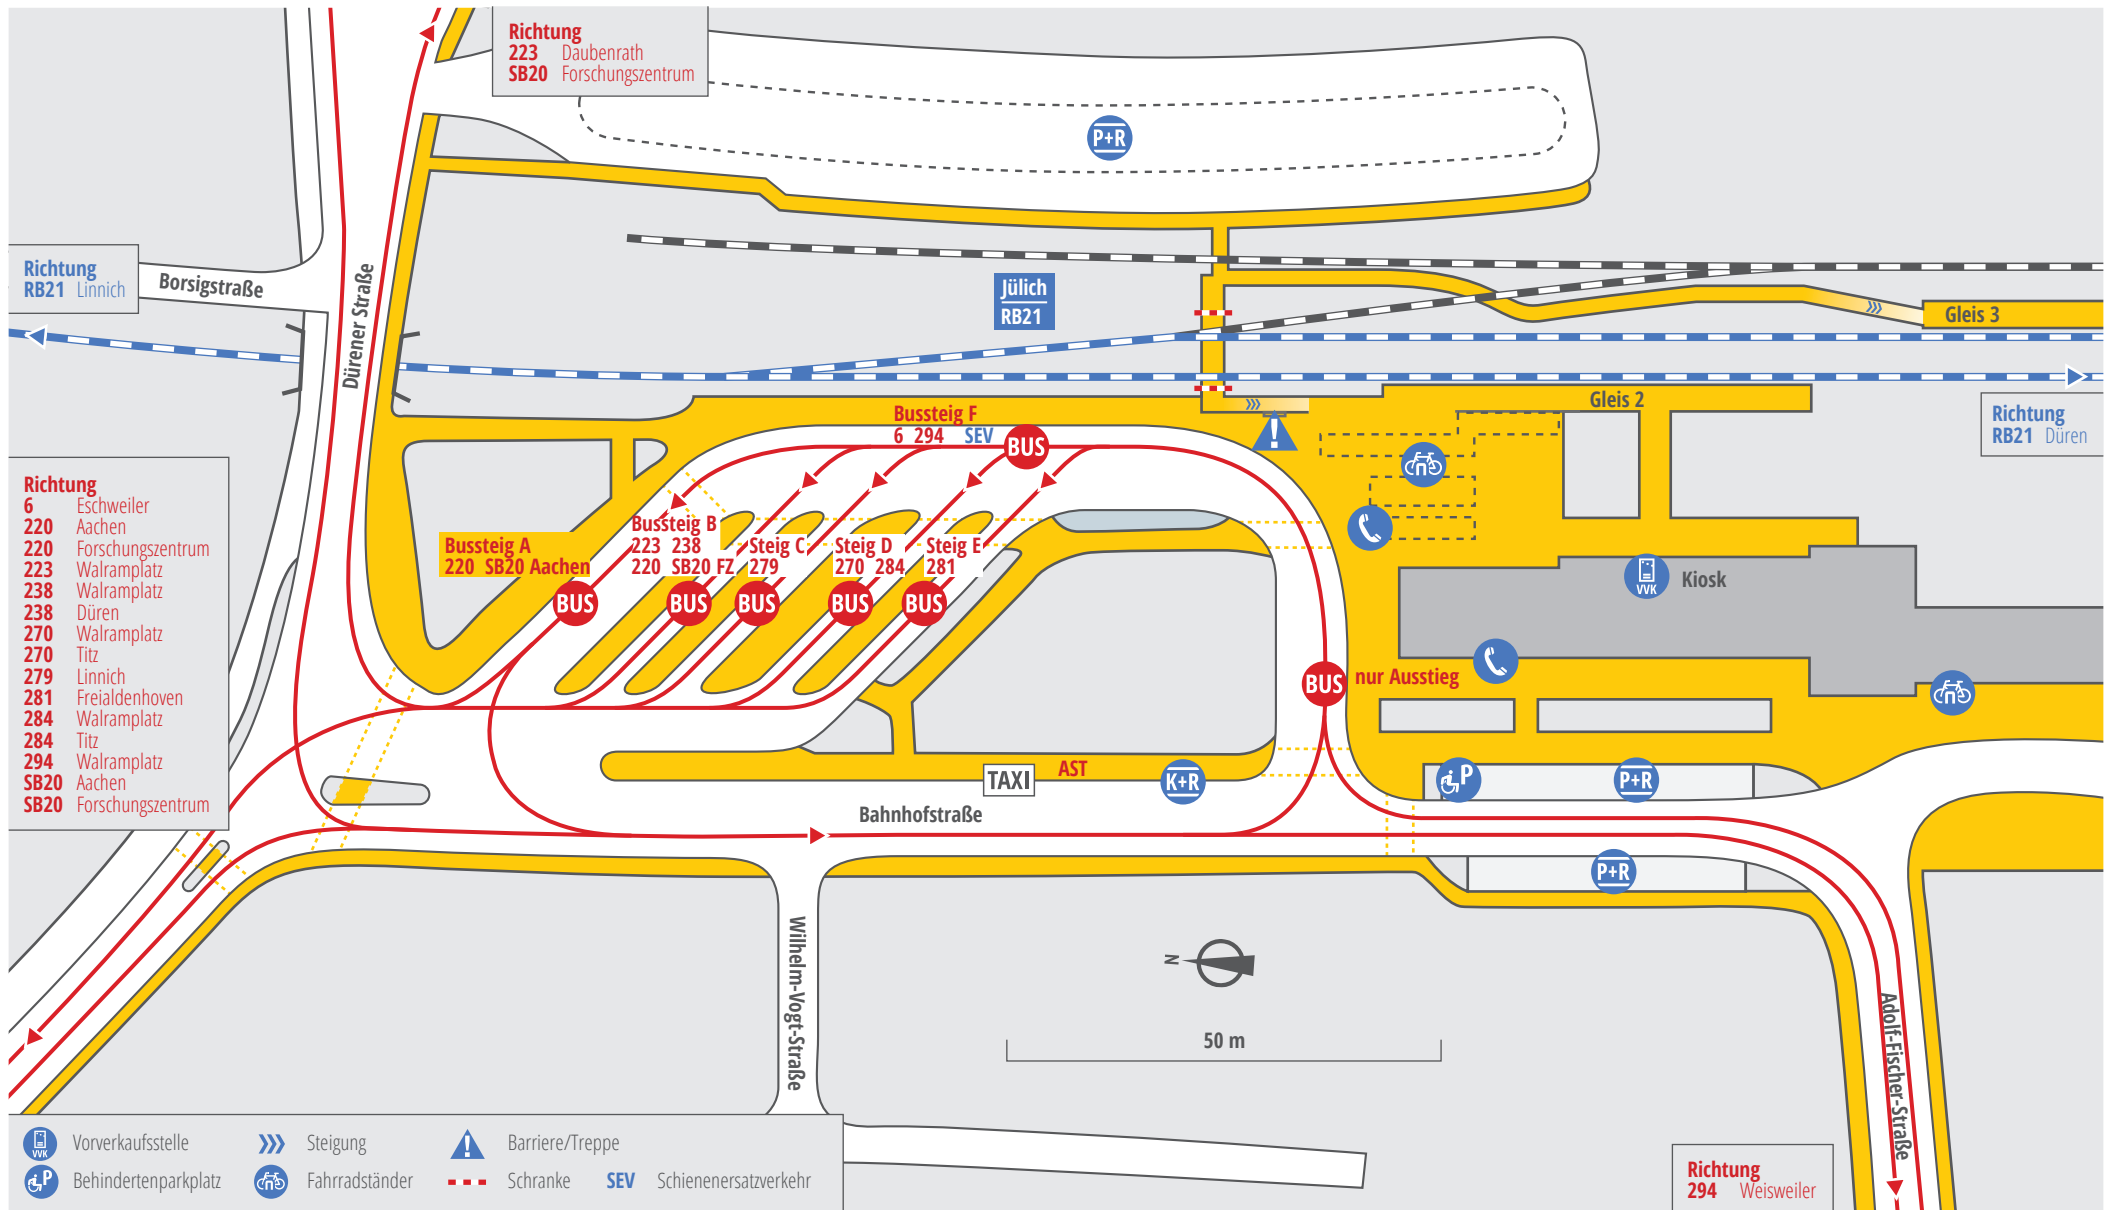 Richtung
223 Daubenrath
SB20 Forschungszentrum
P+R
Richtung
RB21 Linnich
Borsigstraße
Dürener Straße
Jülich
RB21
Gleis 3
Gleis 2
Richtung
RB21 Düren
Bussteig F
6 294 SEV
BUS
Richtung
6 Eschweiler
220 Aachen
220 Forschungszentrum
223 Walramplatz
238 Walramplatz
238 Düren
270 Walramplatz
270 Titz
279 Linnich
281 Freialdenhoven
284 Walramplatz
284 Titz
294 Walramplatz
SB20 Aachen
SB20 Forschungszentrum
Bussteig A
220 SB20 Aachen
Bussteig B
223 238
220 SB20 FZ
Steig C
279
Steig D
270 284
Steig E
281
BUS
BUS
BUS
BUS
BUS
VVK
Kiosk
BUS
nur Ausstieg
TAXI
AST
K+R
P
P+R
Bahnhofstraße
P+R
Wilhelm-Vogt-Straße
N
50 m
Adolf-Fischer-Straße
VVK Vorverkaufsstelle
Steigung
! Barriere/Treppe
P Behindertenparkplatz
Fahrradständer
Schranke
SEV Schienenersatzverkehr
Richtung
294 Weisweiler